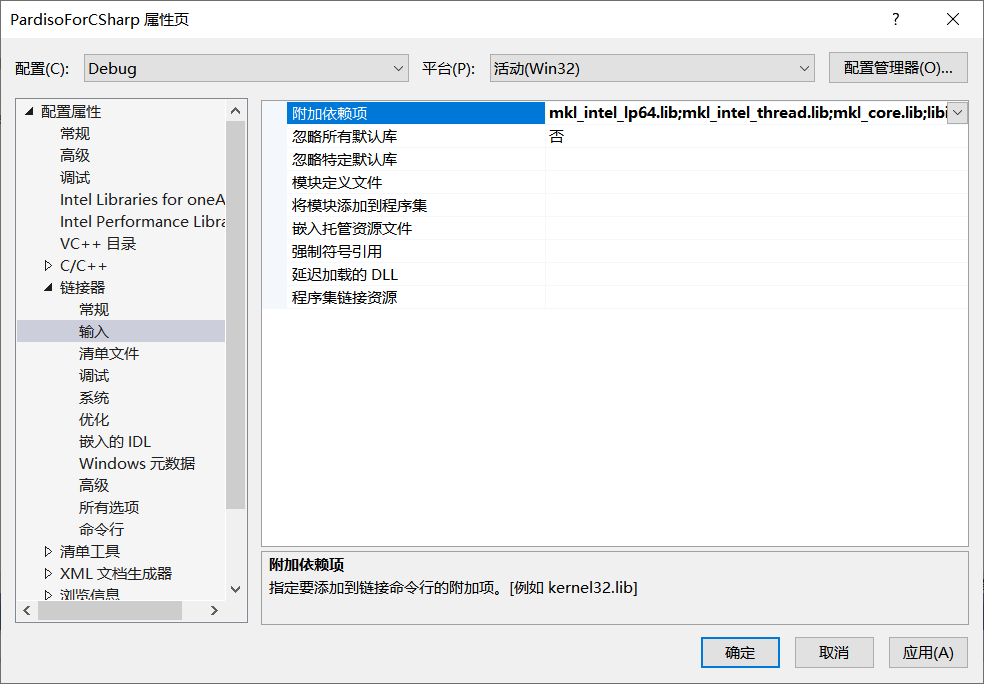 PardisoForCSharp 属性页
配置(C): Debug 平台(P): 活动(Win32) 配置管理器(O)...
配置属性
常规
高级
调试
Intel Libraries for oneA
Intel Performance Libra
VC++ 目录
C/C++
链接器
常规
输入
清单文件
调试
系统
优化
嵌入的 IDL
Windows 元数据
高级
所有选项
命令行
清单工具
XML 文档生成器
浏览信息
附加依赖项 mkl_intel_lp64.lib;mkl_intel_thread.lib;mkl_core.lib;libi
忽略所有默认库 否
忽略特定默认库
模块定义文件
将模块添加到程序集
嵌入托管资源文件
强制符号引用
延迟加载的 DLL
程序集链接资源
附加依赖项
指定要添加到链接命令行的附加项。[例如 kernel32.lib]
确定 取消 应用(A)